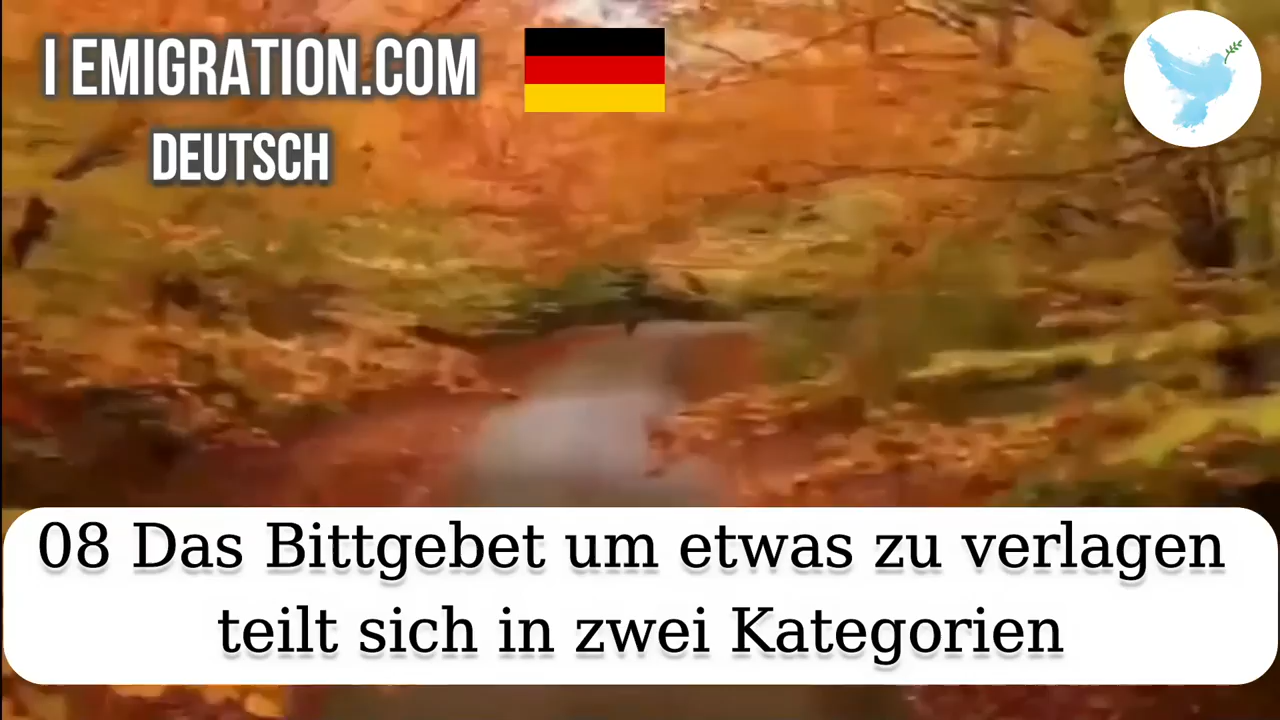 I EMIGRATION.COM
DEUTSCH
08 Das Bittgebet um etwas zu verlagen
teilt sich in zwei Kategorien